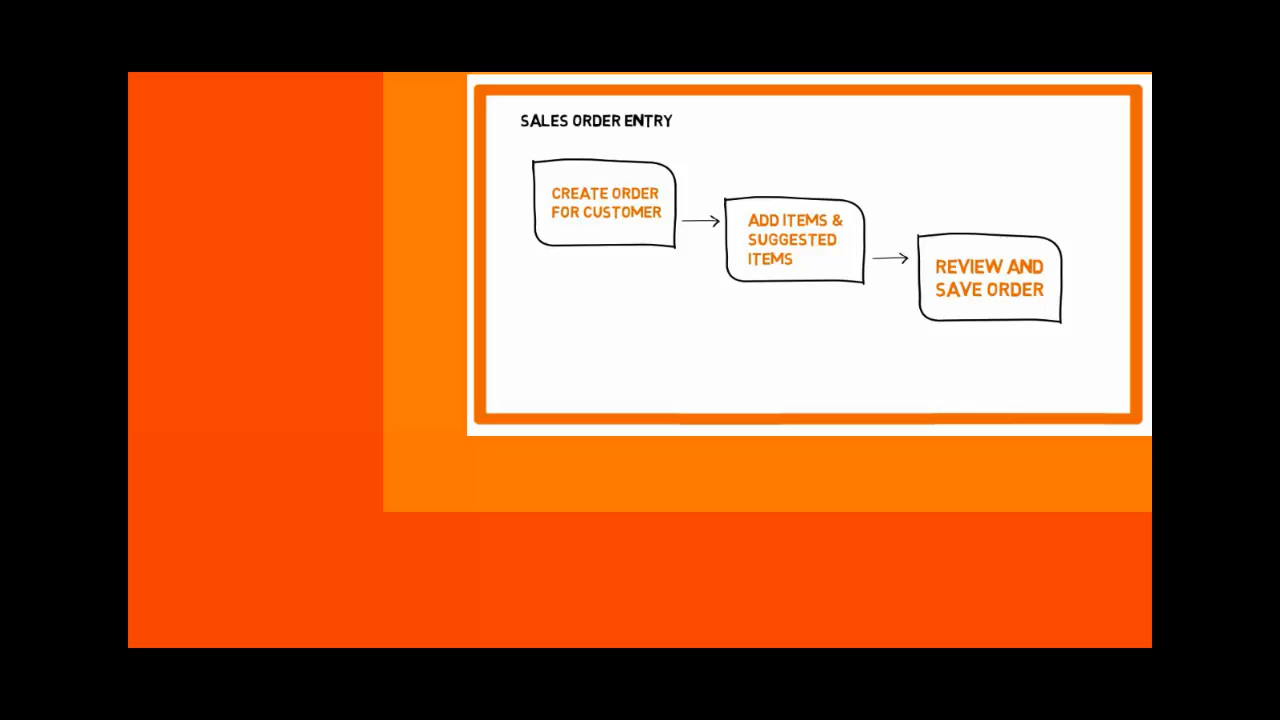 SALES ORDER ENTRY
CREATE ORDER
FOR CUSTOMER
ADD ITEMS &
SUGGESTED
ITEMS
REVIEW AND
SAVE ORDER